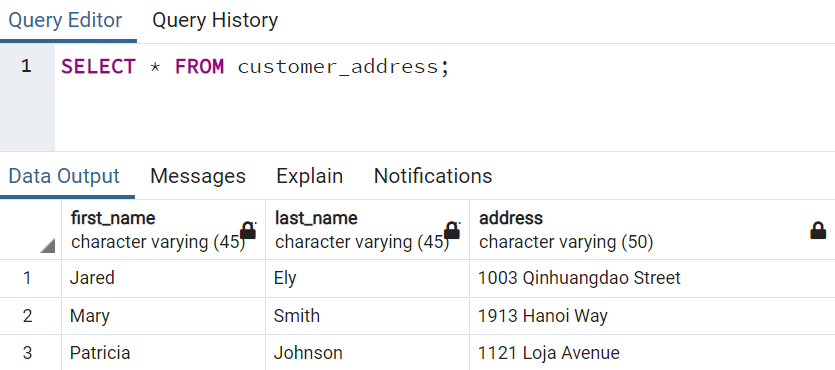 Query Editor Query History
1 SELECT * FROM customer_address;
Data Output Messages Explain Notifications
first_name last_name address
character varying (45) character varying (45) character varying (50)
1 Jared Ely 1003 Qinhuangdao Street
2 Mary Smith 1913 Hanoi Way
3 Patricia Johnson 1121 Loja Avenue